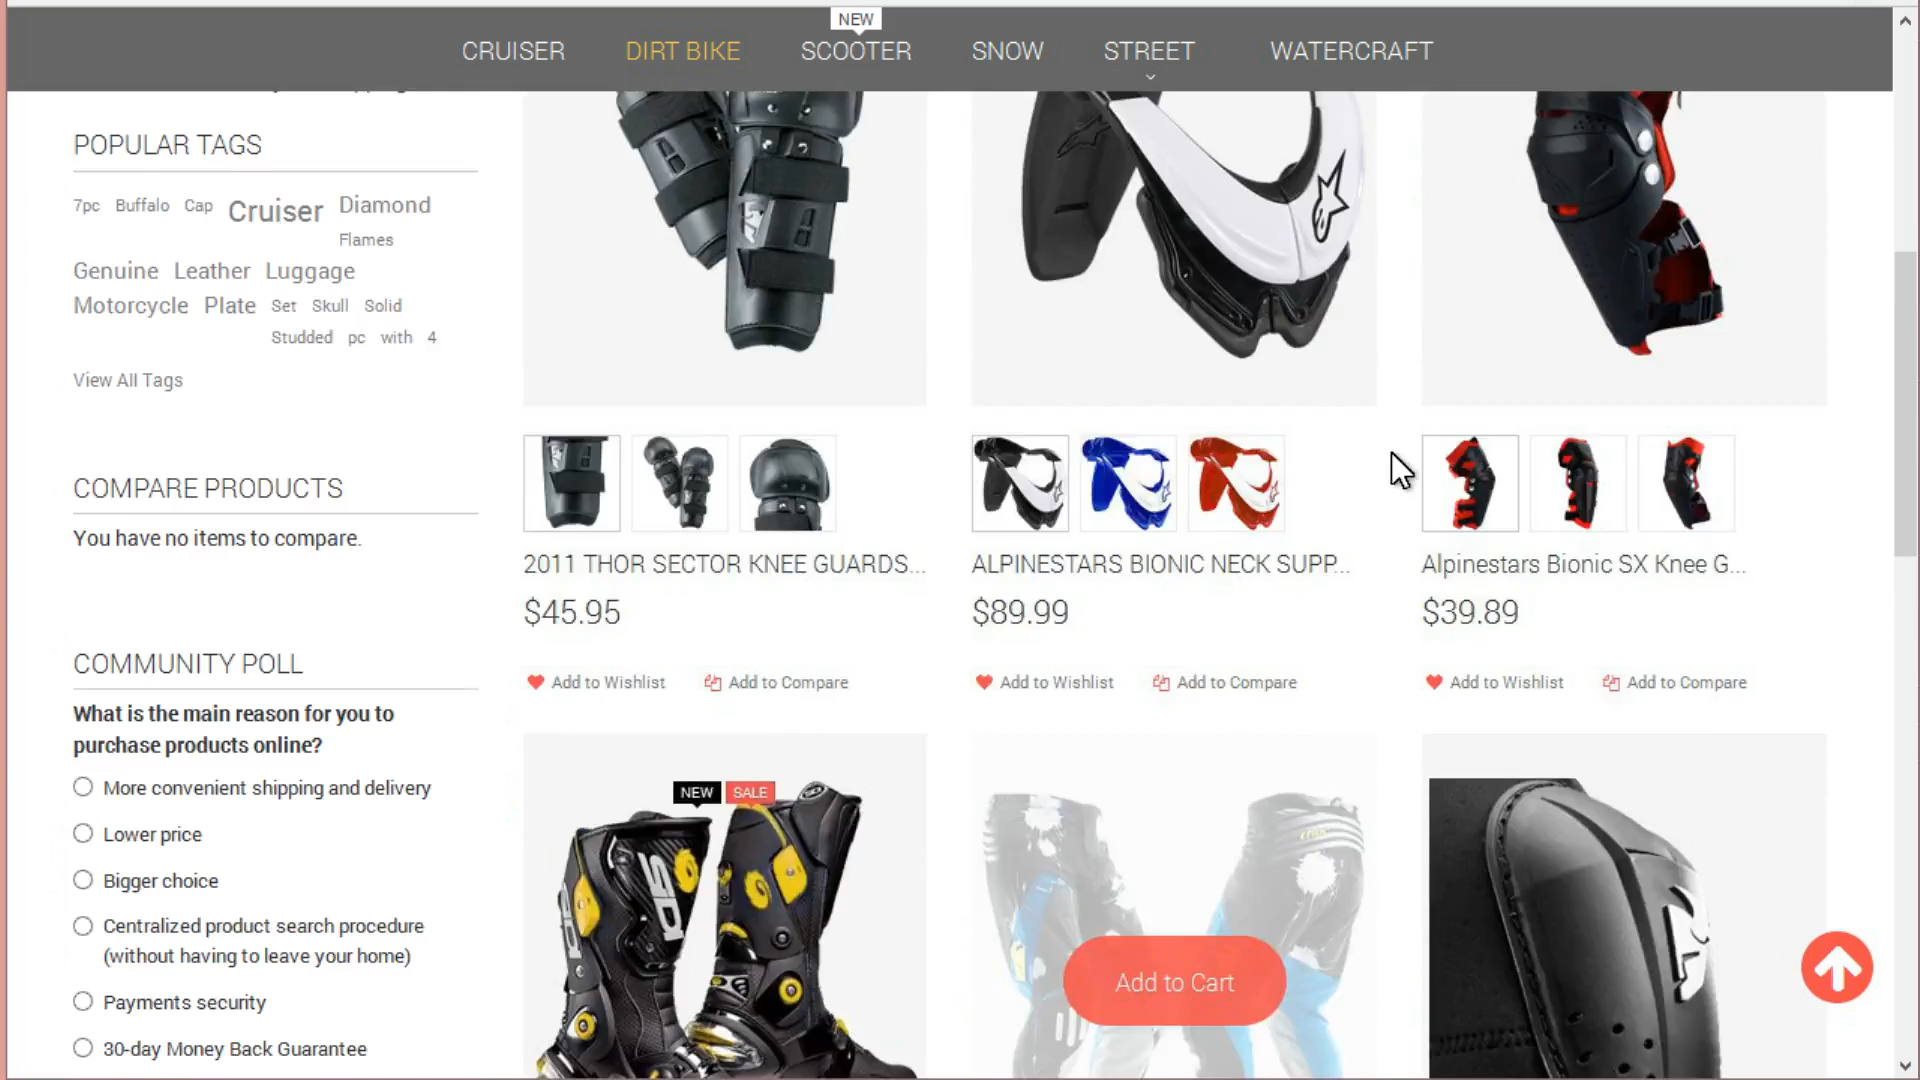 NEW
CRUISER DIRT BIKE SCOOTER SNOW STREET WATERCRAFT
POPULAR TAGS
7pc Buffalo Cap Cruiser Diamond
Flames
Genuine Leather Luggage
Motorcycle Plate Set Skull Solid
Studded pc with 4
View All Tags
COMPARE PRODUCTS
You have no items to compare.
COMMUNITY POLL
What is the main reason for you to
purchase products online?
More convenient shipping and delivery
Lower price
Bigger choice
Centralized product search procedure
(without having to leave your home)
Payments security
30-day Money Back Guarantee
2011 THOR SECTOR KNEE GUARDS...
$45.95
Add to Wishlist Add to Compare
ALPINESTARS BIONIC NECK SUPP...
$89.99
Add to Wishlist Add to Compare
Alpinestars Bionic SX Knee G...
$39.89
Add to Wishlist Add to Compare
NEW SALE
SIDI
SIDI
Add to Cart